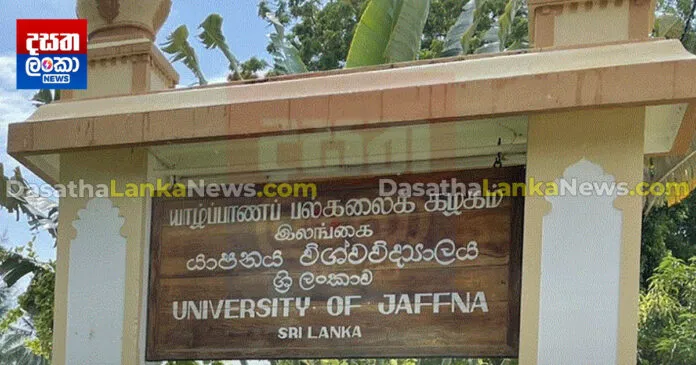 දසත
ලංකා
NEWS
DasathaLankaNews.com DasathaLankaNews.com
யாழ்ப்பாணப் பல்கலைக் கழகம்
இலங்கை
යාපනය විශ්වවිද්‍යාලය
ශ්‍රී ලංකාව
UNIVERSITY OF JAFFNA
SRI LANKA